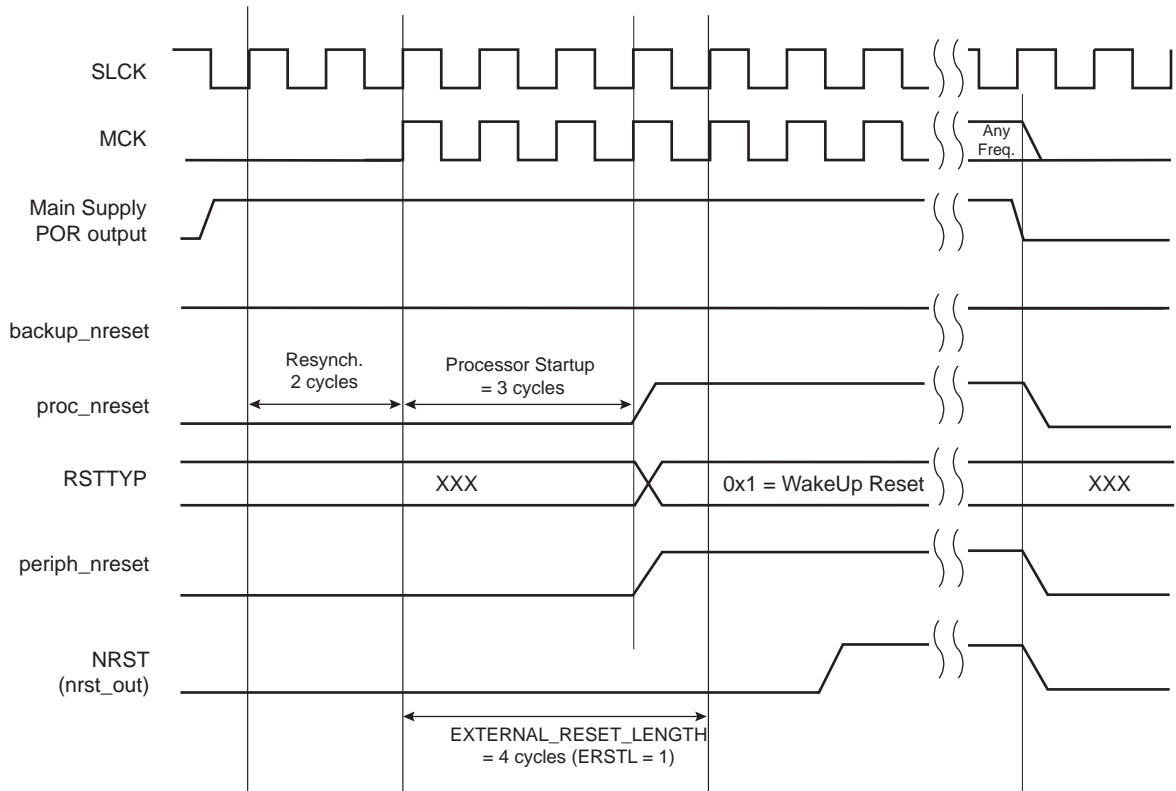 SLCK
MCK
Any
Freq.
Main Supply
POR output
backup_nreset
Resynch.
2 cycles
Processor Startup
= 3 cycles
proc_nreset
RSTTYP
XXX
0x1 = WakeUp Reset
XXX
periph_nreset
NRST
(nrst_out)
EXTERNAL_RESET_LENGTH
= 4 cycles (ERSTL = 1)